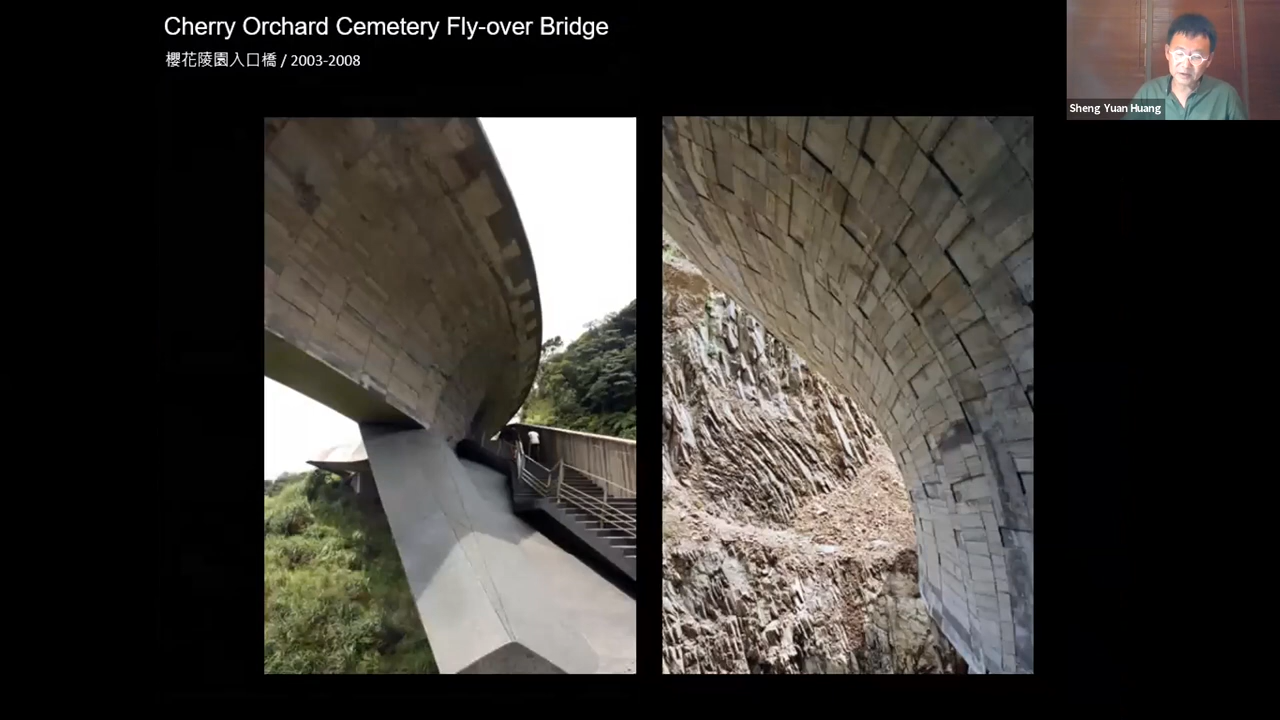 Cherry Orchard Cemetery Fly-over Bridge
櫻花陵園入口橋 / 2003-2008
Sheng Yuan Huang